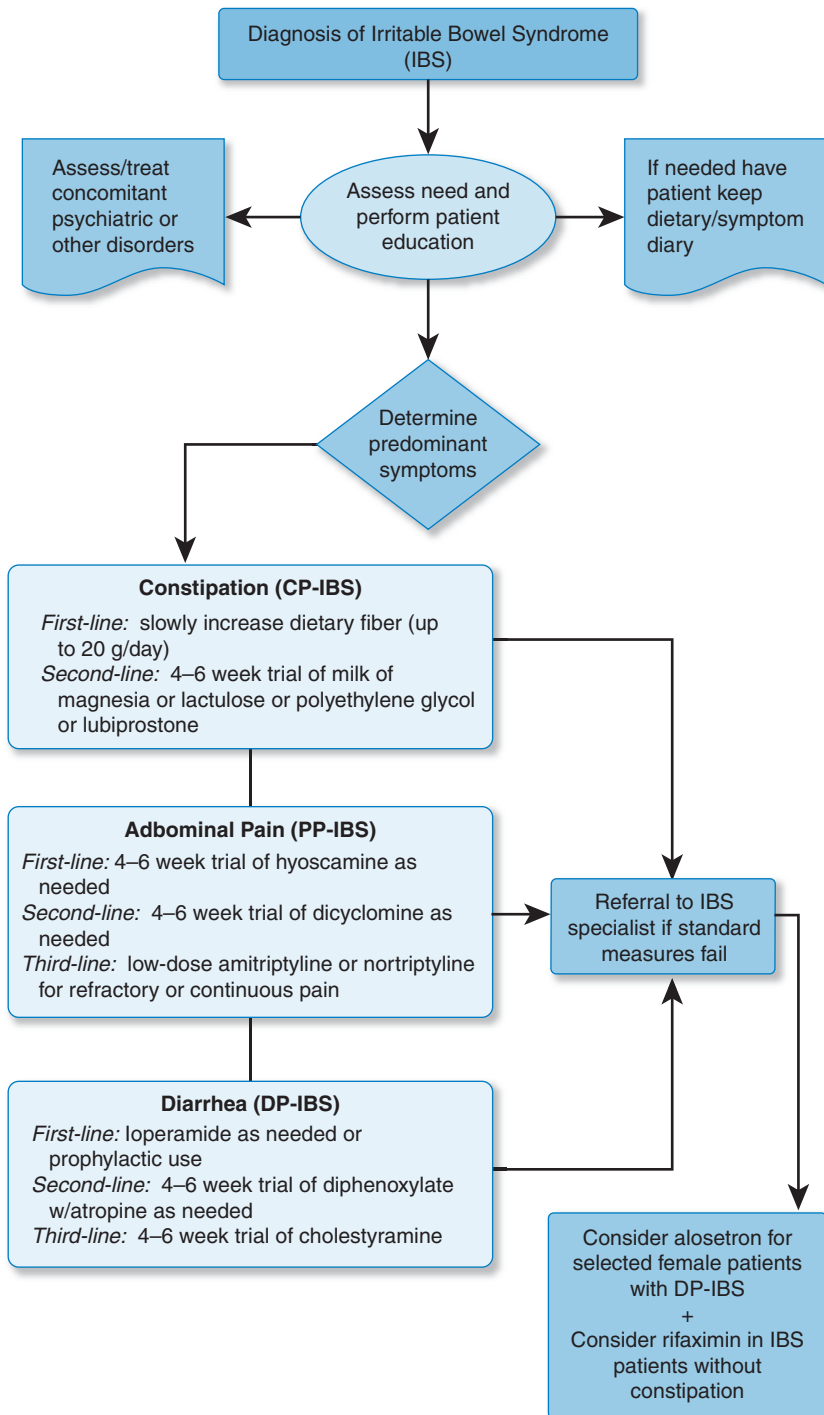 Diagnosis of Irritable Bowel Syndrome
(IBS)
Assess/treat
concomitant
psychiatric or
other disorders
Assess need and
perform patient
education
If needed have
patient keep
dietary/symptom
diary
Determine
predominant
symptoms
Constipation (CP-IBS)
First-line: slowly increase dietary fiber (up
to 20 g/day)
Second-line: 4–6 week trial of milk of
magnesia or lactulose or polyethylene glycol
or lubiprostone
Adbominal Pain (PP-IBS)
First-line: 4–6 week trial of hyoscamine as
needed
Second-line: 4–6 week trial of dicyclomine as
needed
Third-line: low-dose amitriptyline or nortriptyline
for refractory or continuous pain
Referral to IBS
specialist if standard
measures fail
Diarrhea (DP-IBS)
First-line: loperamide as needed or
prophylactic use
Second-line: 4–6 week trial of diphenoxylate
w/atropine as needed
Third-line: 4–6 week trial of cholestyramine
Consider alosetron for
selected female patients
with DP-IBS
+
Consider rifaximin in IBS
patients without
constipation